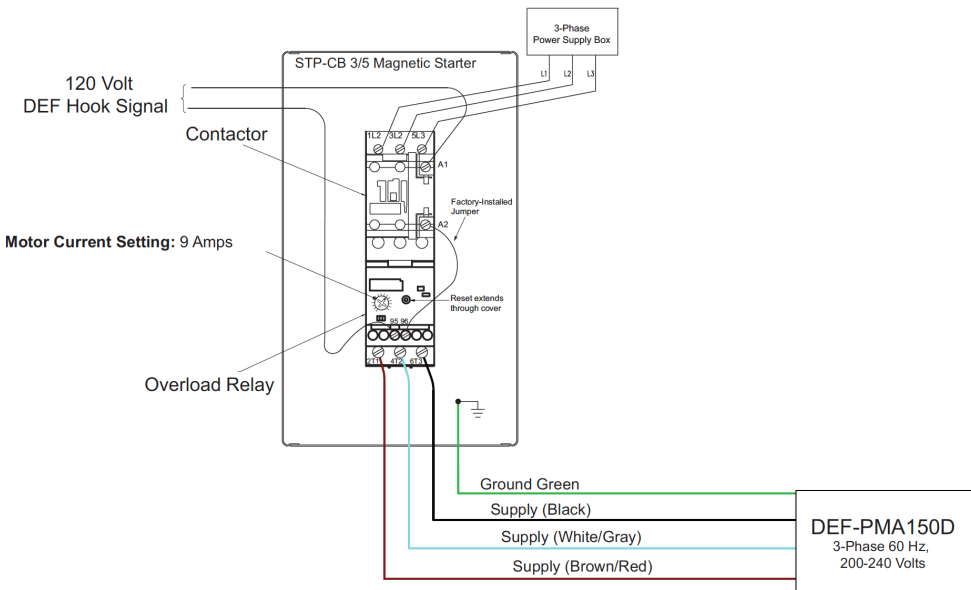 3-Phase
Power Supply Box
STP-CB 3/5 Magnetic Starter
L1
L2
L3
120 Volt
DEF Hook Signal
Contactor
1L2 3L2 5L3
A1
Factory-Installed
Jumper
A2
Motor Current Setting: 9 Amps
Reset extends
through cover
95 96
2T1 4T2 6T3
Overload Relay
Ground Green
Supply (Black)
Supply (White/Gray)
Supply (Brown/Red)
DEF-PMA150D
3-Phase 60 Hz,
200-240 Volts